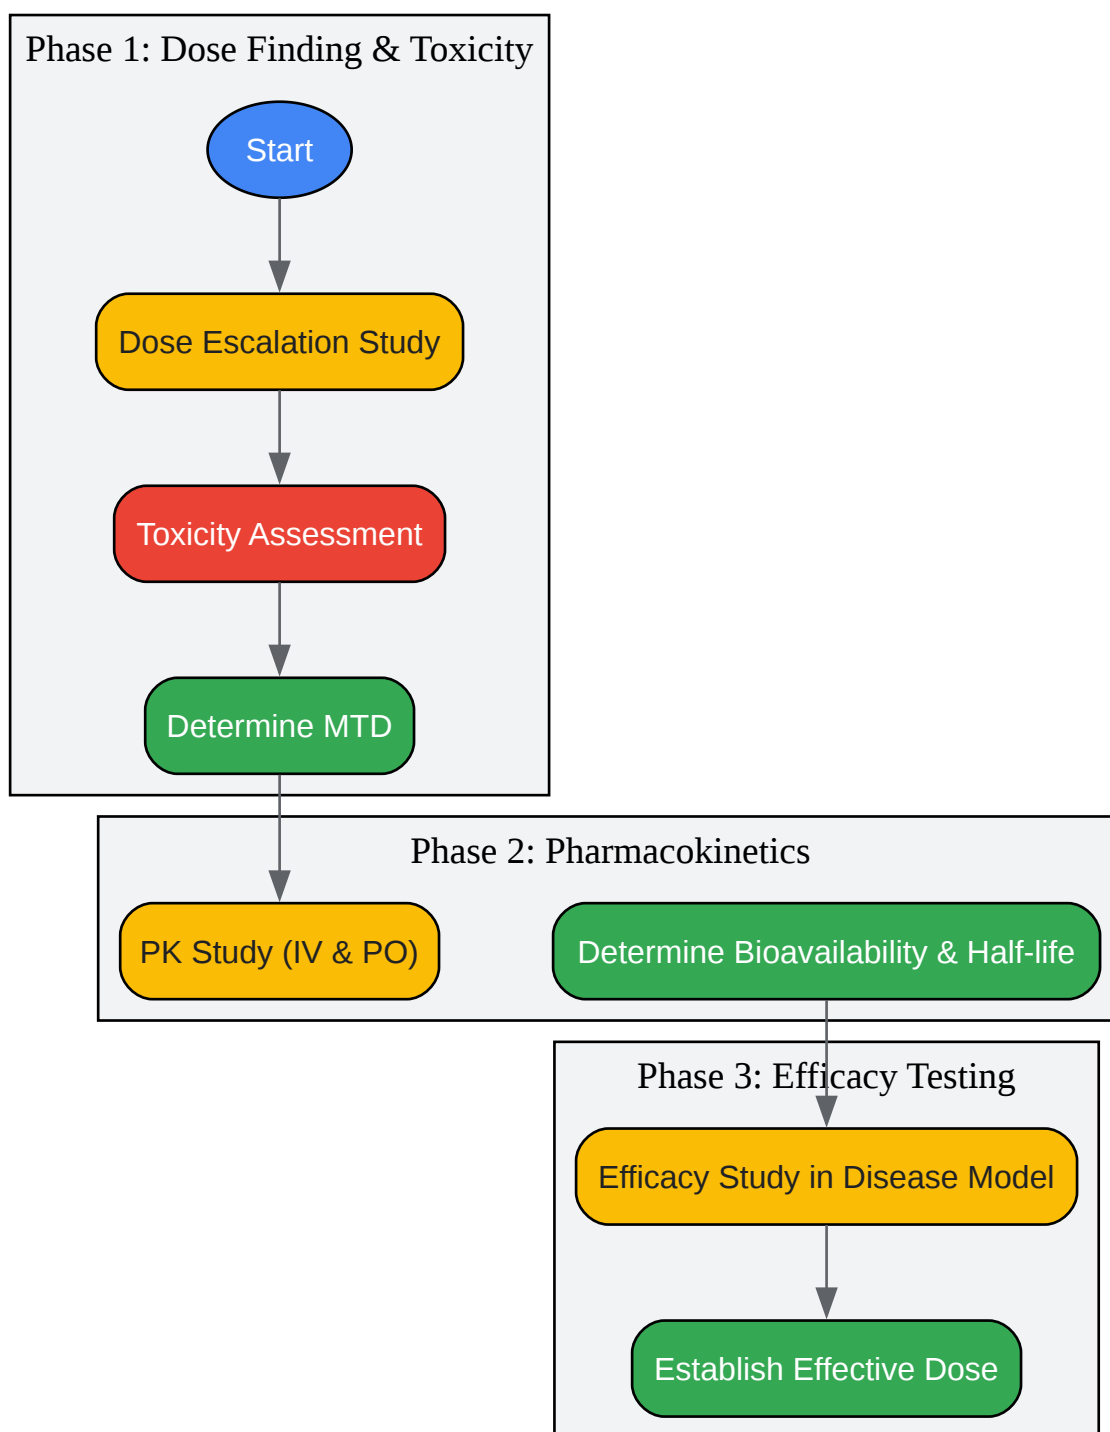 Phase 1: Dose Finding & Toxicity
Start
Dose Escalation Study
Toxicity Assessment
Determine MTD
Phase 2: Pharmacokinetics
PK Study (IV & PO)
Determine Bioavailability & Half-life
Phase 3: Efficacy Testing
Efficacy Study in Disease Model
Establish Effective Dose